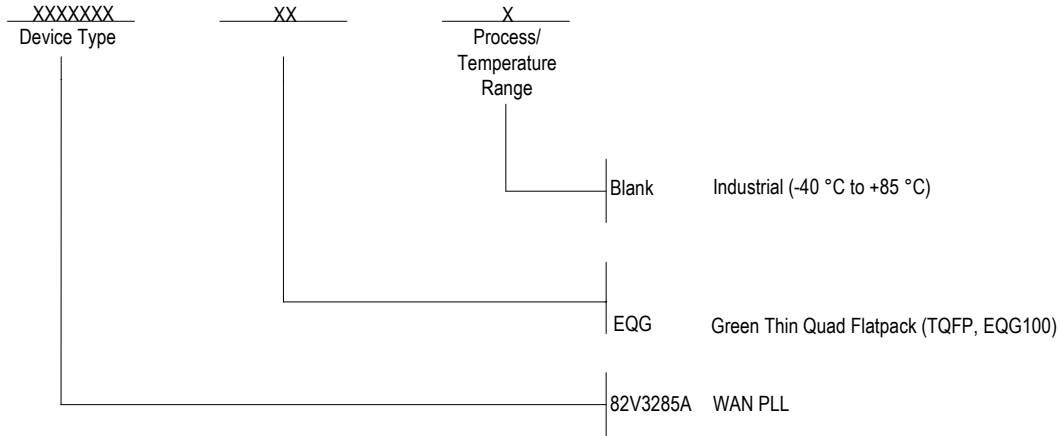 XXXXXXX XX X
Device Type Process/
Temperature
Range
Blank Industrial (-40 °C to +85 °C)
EQG Green Thin Quad Flatpack (TQFP, EQG100)
82V3285A WAN PLL